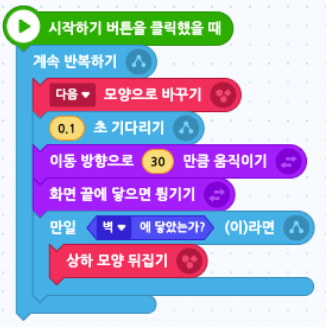 시작하기 버튼을 클릭했을 때
계속 반복하기
다음 ▼ 모양으로 바꾸기
0.1 초 기다리기
이동 방향으로 30 만큼 움직이기
화면 끝에 닿으면 튕기기
만일 벽 ▼ 에 닿았는가? (이)라면
상하 모양 뒤집기